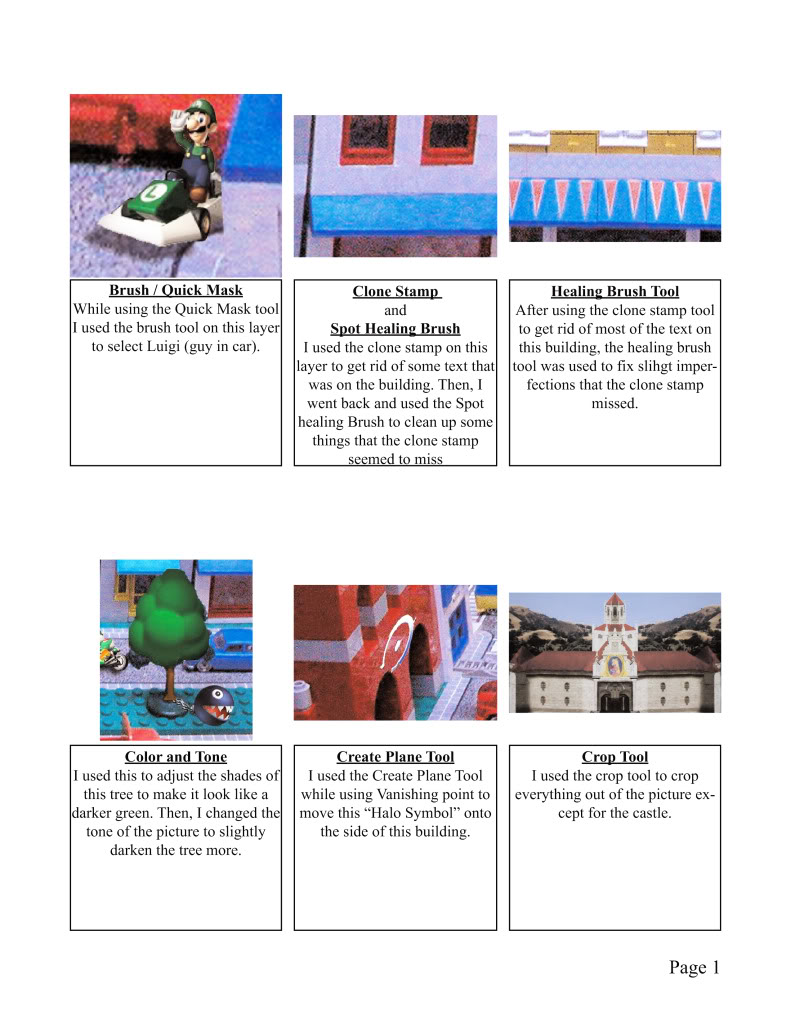 L
Brush / Quick Mask
While using the Quick Mask tool
I used the brush tool on this layer
to select Luigi (guy in car).
Clone Stamp
and
Spot Healing Brush
I used the clone stamp on this
layer to get rid of some text that
was on the building. Then, I
went back and used the Spot
healing Brush to clean up some
things that the clone stamp
seemed to miss
Healing Brush Tool
After using the clone stamp tool
to get rid of most of the text on
this building, the healing brush
tool was used to fix slihgt imper-
fections that the clone stamp
missed.
Color and Tone
I used this to adjust the shades of
this tree to make it look like a
darker green. Then, I changed the
tone of the picture to slightly
darken the tree more.
Create Plane Tool
I used the Create Plane Tool
while using Vanishing point to
move this “Halo Symbol” onto
the side of this building.
Crop Tool
I used the crop tool to crop
everything out of the picture ex-
cept for the castle.
Page 1